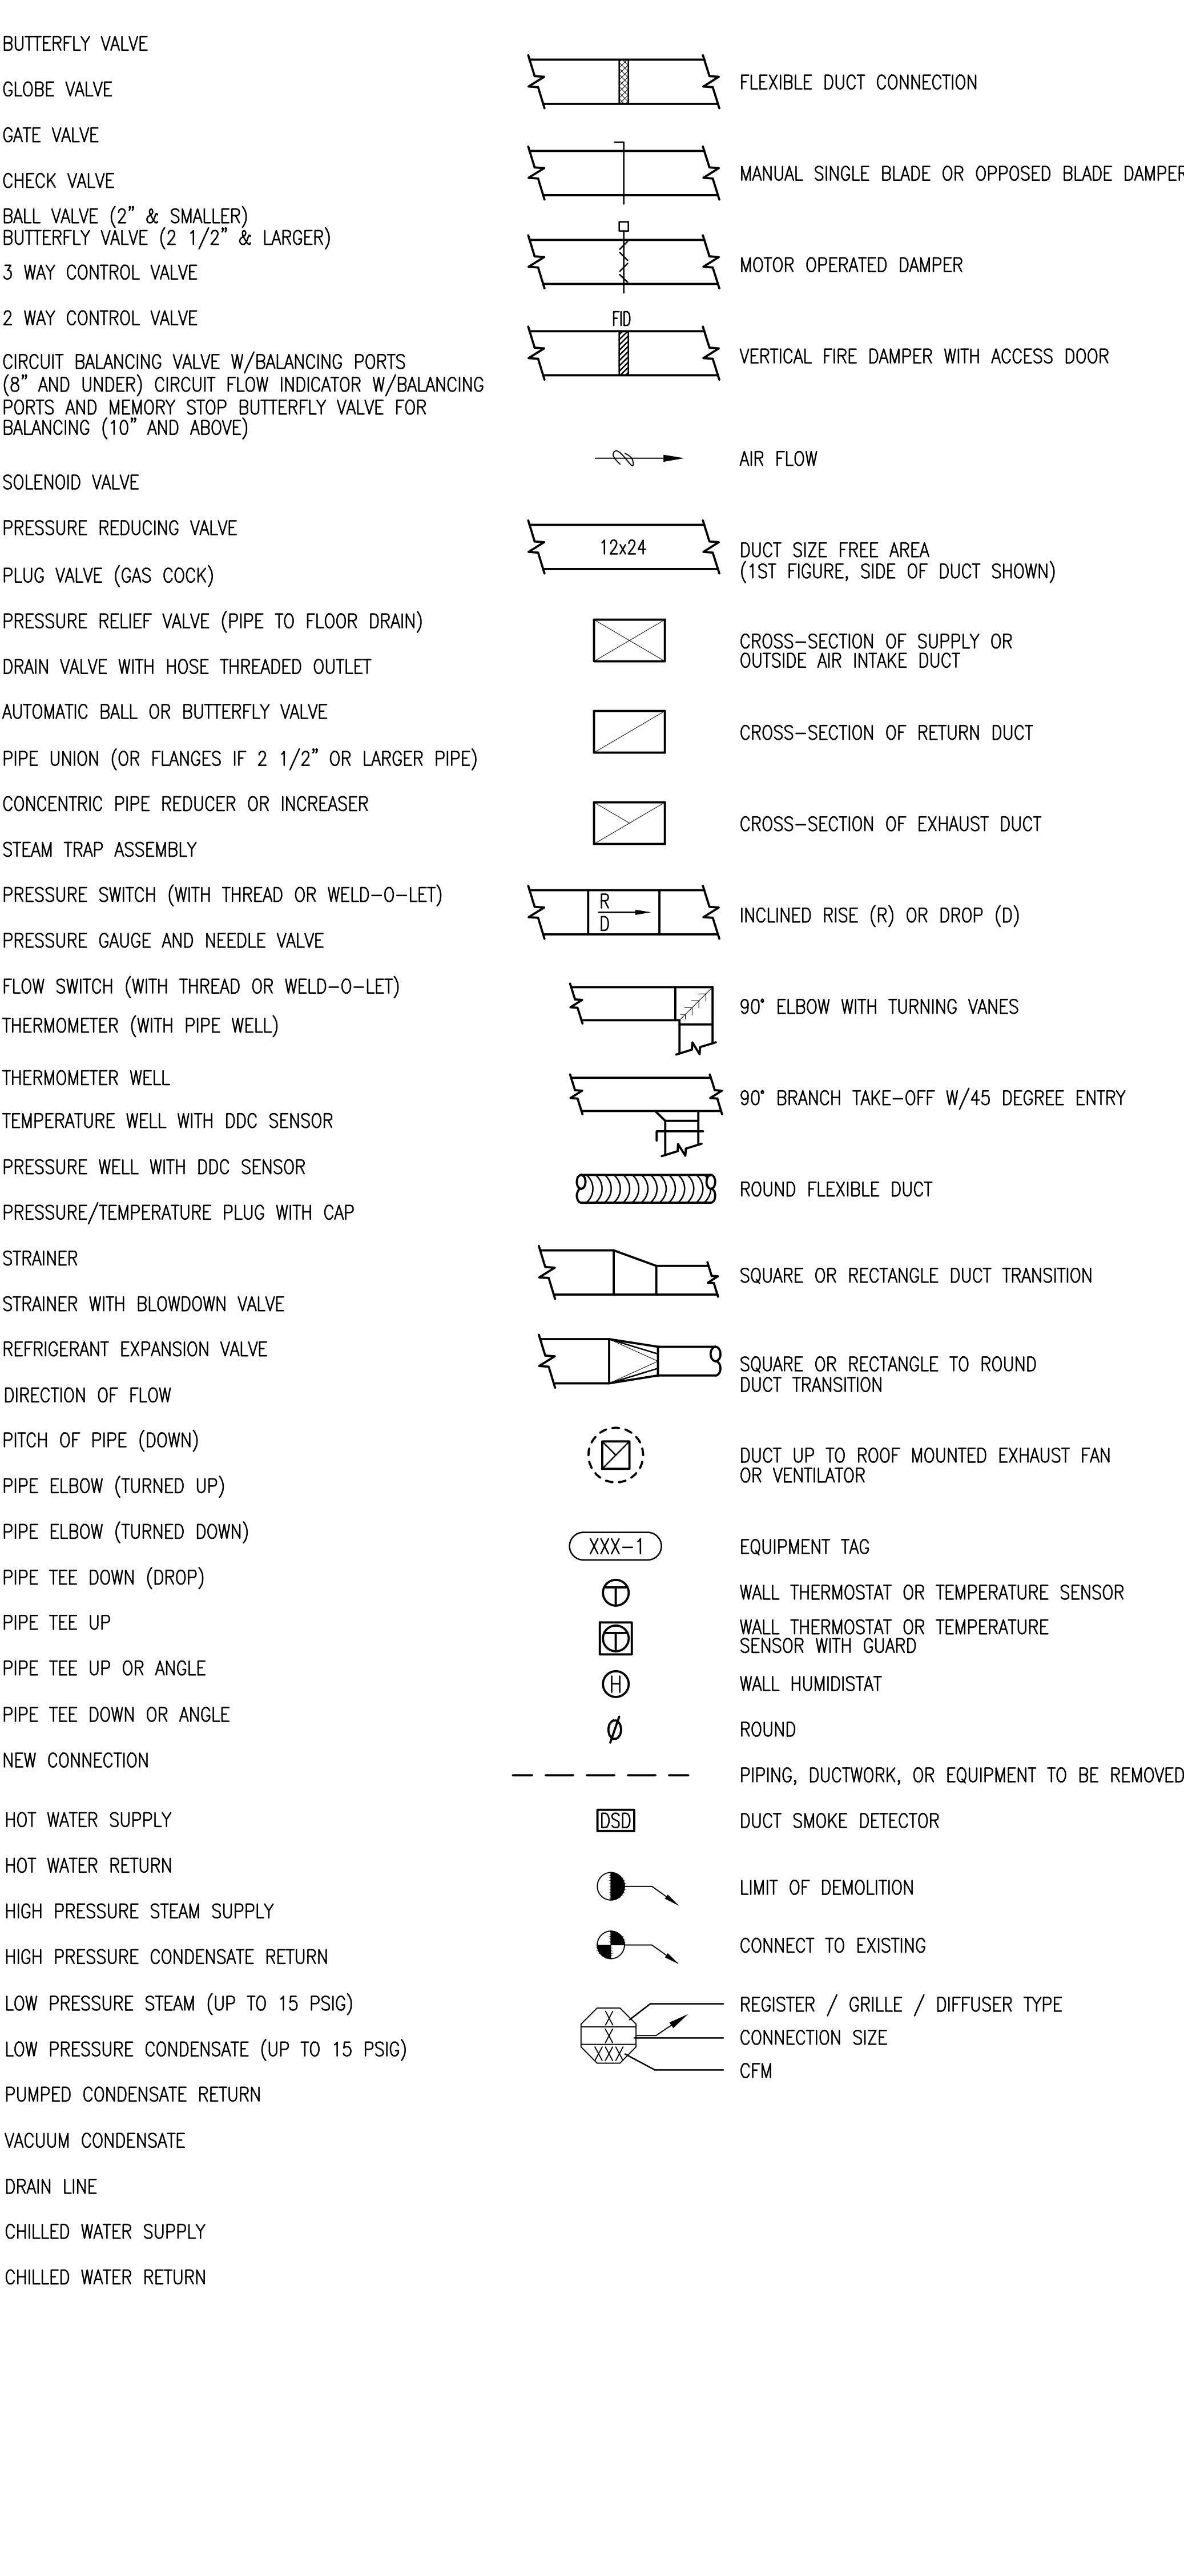 BUTTERFLY VALVE
GLOBE VALVE
GATE VALVE
CHECK VALVE
BALL VALVE (2" & SMALLER)
BUTTERFLY VALVE (2 1/2" & LARGER)
3 WAY CONTROL VALVE
2 WAY CONTROL VALVE
CIRCUIT BALANCING VALVE W/BALANCING PORTS
(8" AND UNDER) CIRCUIT FLOW INDICATOR W/BALANCING
PORTS AND MEMORY STOP BUTTERFLY VALVE FOR
BALANCING (10" AND ABOVE)
SOLENOID VALVE
PRESSURE REDUCING VALVE
PLUG VALVE (GAS COCK)
PRESSURE RELIEF VALVE (PIPE TO FLOOR DRAIN)
DRAIN VALVE WITH HOSE THREADED OUTLET
AUTOMATIC BALL OR BUTTERFLY VALVE
PIPE UNION (OR FLANGES IF 2 1/2" OR LARGER PIPE)
CONCENTRIC PIPE REDUCER OR INCREASER
STEAM TRAP ASSEMBLY
PRESSURE SWITCH (WITH THREAD OR WELD-O-LET)
PRESSURE GAUGE AND NEEDLE VALVE
FLOW SWITCH (WITH THREAD OR WELD-O-LET)
THERMOMETER (WITH PIPE WELL)
THERMOMETER WELL
TEMPERATURE WELL WITH DDC SENSOR
PRESSURE WELL WITH DDC SENSOR
PRESSURE/TEMPERATURE PLUG WITH CAP
STRAINER
STRAINER WITH BLOWDOWN VALVE
REFRIGERANT EXPANSION VALVE
DIRECTION OF FLOW
PITCH OF PIPE (DOWN)
PIPE ELBOW (TURNED UP)
PIPE ELBOW (TURNED DOWN)
PIPE TEE DOWN (DROP)
PIPE TEE UP
PIPE TEE UP OR ANGLE
PIPE TEE DOWN OR ANGLE
NEW CONNECTION
HOT WATER SUPPLY
HOT WATER RETURN
HIGH PRESSURE STEAM SUPPLY
HIGH PRESSURE CONDENSATE RETURN
LOW PRESSURE STEAM (UP TO 15 PSIG)
LOW PRESSURE CONDENSATE (UP TO 15 PSIG)
PUMPED CONDENSATE RETURN
VACUUM CONDENSATE
DRAIN LINE
CHILLED WATER SUPPLY
CHILLED WATER RETURN
FLEXIBLE DUCT CONNECTION
MANUAL SINGLE BLADE OR OPPOSED BLADE DAMPER
MOTOR OPERATED DAMPER
FID
VERTICAL FIRE DAMPER WITH ACCESS DOOR
AIR FLOW
12x24
DUCT SIZE FREE AREA
(1ST FIGURE, SIDE OF DUCT SHOWN)
CROSS-SECTION OF SUPPLY OR
OUTSIDE AIR INTAKE DUCT
CROSS-SECTION OF RETURN DUCT
CROSS-SECTION OF EXHAUST DUCT
R
D
INCLINED RISE (R) OR DROP (D)
90° ELBOW WITH TURNING VANES
90° BRANCH TAKE-OFF W/45 DEGREE ENTRY
ROUND FLEXIBLE DUCT
SQUARE OR RECTANGLE DUCT TRANSITION
SQUARE OR RECTANGLE TO ROUND
DUCT TRANSITION
DUCT UP TO ROOF MOUNTED EXHAUST FAN
OR VENTILATOR
XXX-1
EQUIPMENT TAG
T
WALL THERMOSTAT OR TEMPERATURE SENSOR
T
WALL THERMOSTAT OR TEMPERATURE
SENSOR WITH GUARD
H
WALL HUMIDISTAT
Ø
ROUND
PIPING, DUCTWORK, OR EQUIPMENT TO BE REMOVED
DSD
DUCT SMOKE DETECTOR
LIMIT OF DEMOLITION
CONNECT TO EXISTING
X
REGISTER / GRILLE / DIFFUSER TYPE
X
CONNECTION SIZE
XXX
CFM